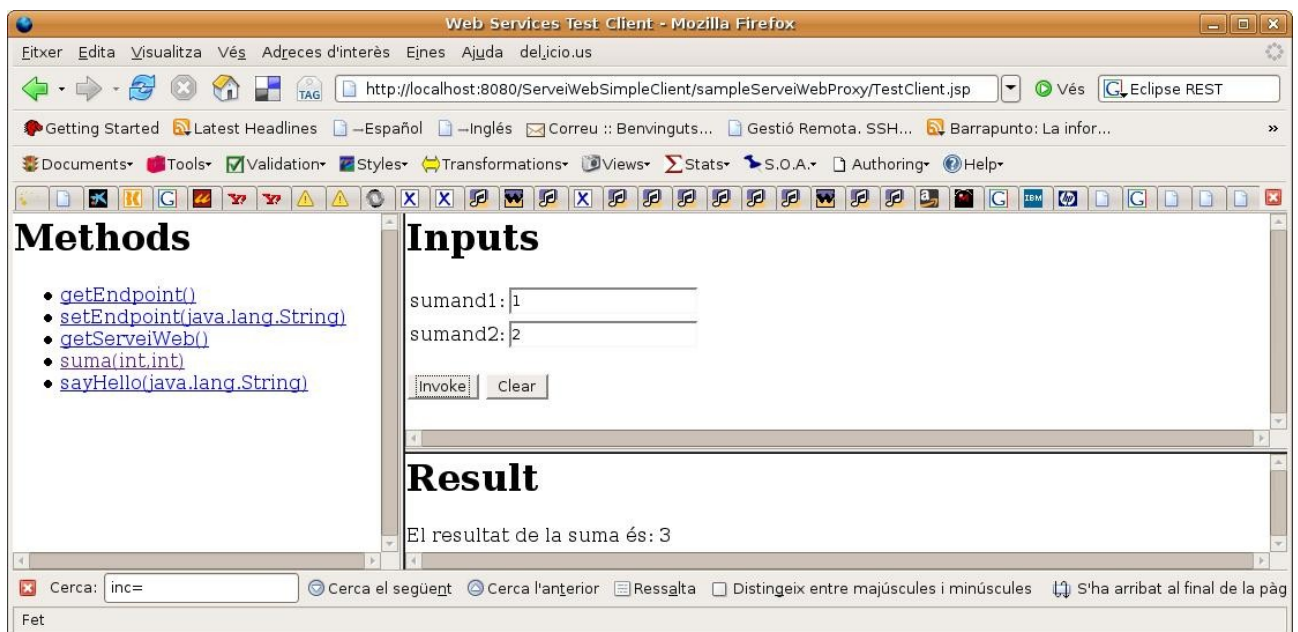 Web Services Test Client - Mozilla Firefox
Fitxer Edita Visualitza Vés Adreces d'interès Eines Ajuda del.icio.us
TAG http://localhost:8080/ServeiWebSimpleClient/sampleServeiWebProxy/TestClient.jsp Vés G Eclipse REST
Getting Started Latest Headlines —Español —Inglés Correu :: Benvinguts... Gestió Remota. SSH... Barrapunto: La infor... »
Documents Tools Validation Styles Transformations Views Stats S.O.A. Authoring Help
Methods
getEndpoint()
setEndpoint(java.lang.String)
getServeiWeb()
suma(int,int)
sayHello(java.lang.String)
Inputs
sumand1: 1
sumand2: 2
Invoke Clear
Result
El resultat de la suma és: 3
Cerca: inc= Cerca el següent Cerca l'anterior Ressalta Distingeix entre majúscules i minúscules S'ha arribat al final de la pàg
Fet